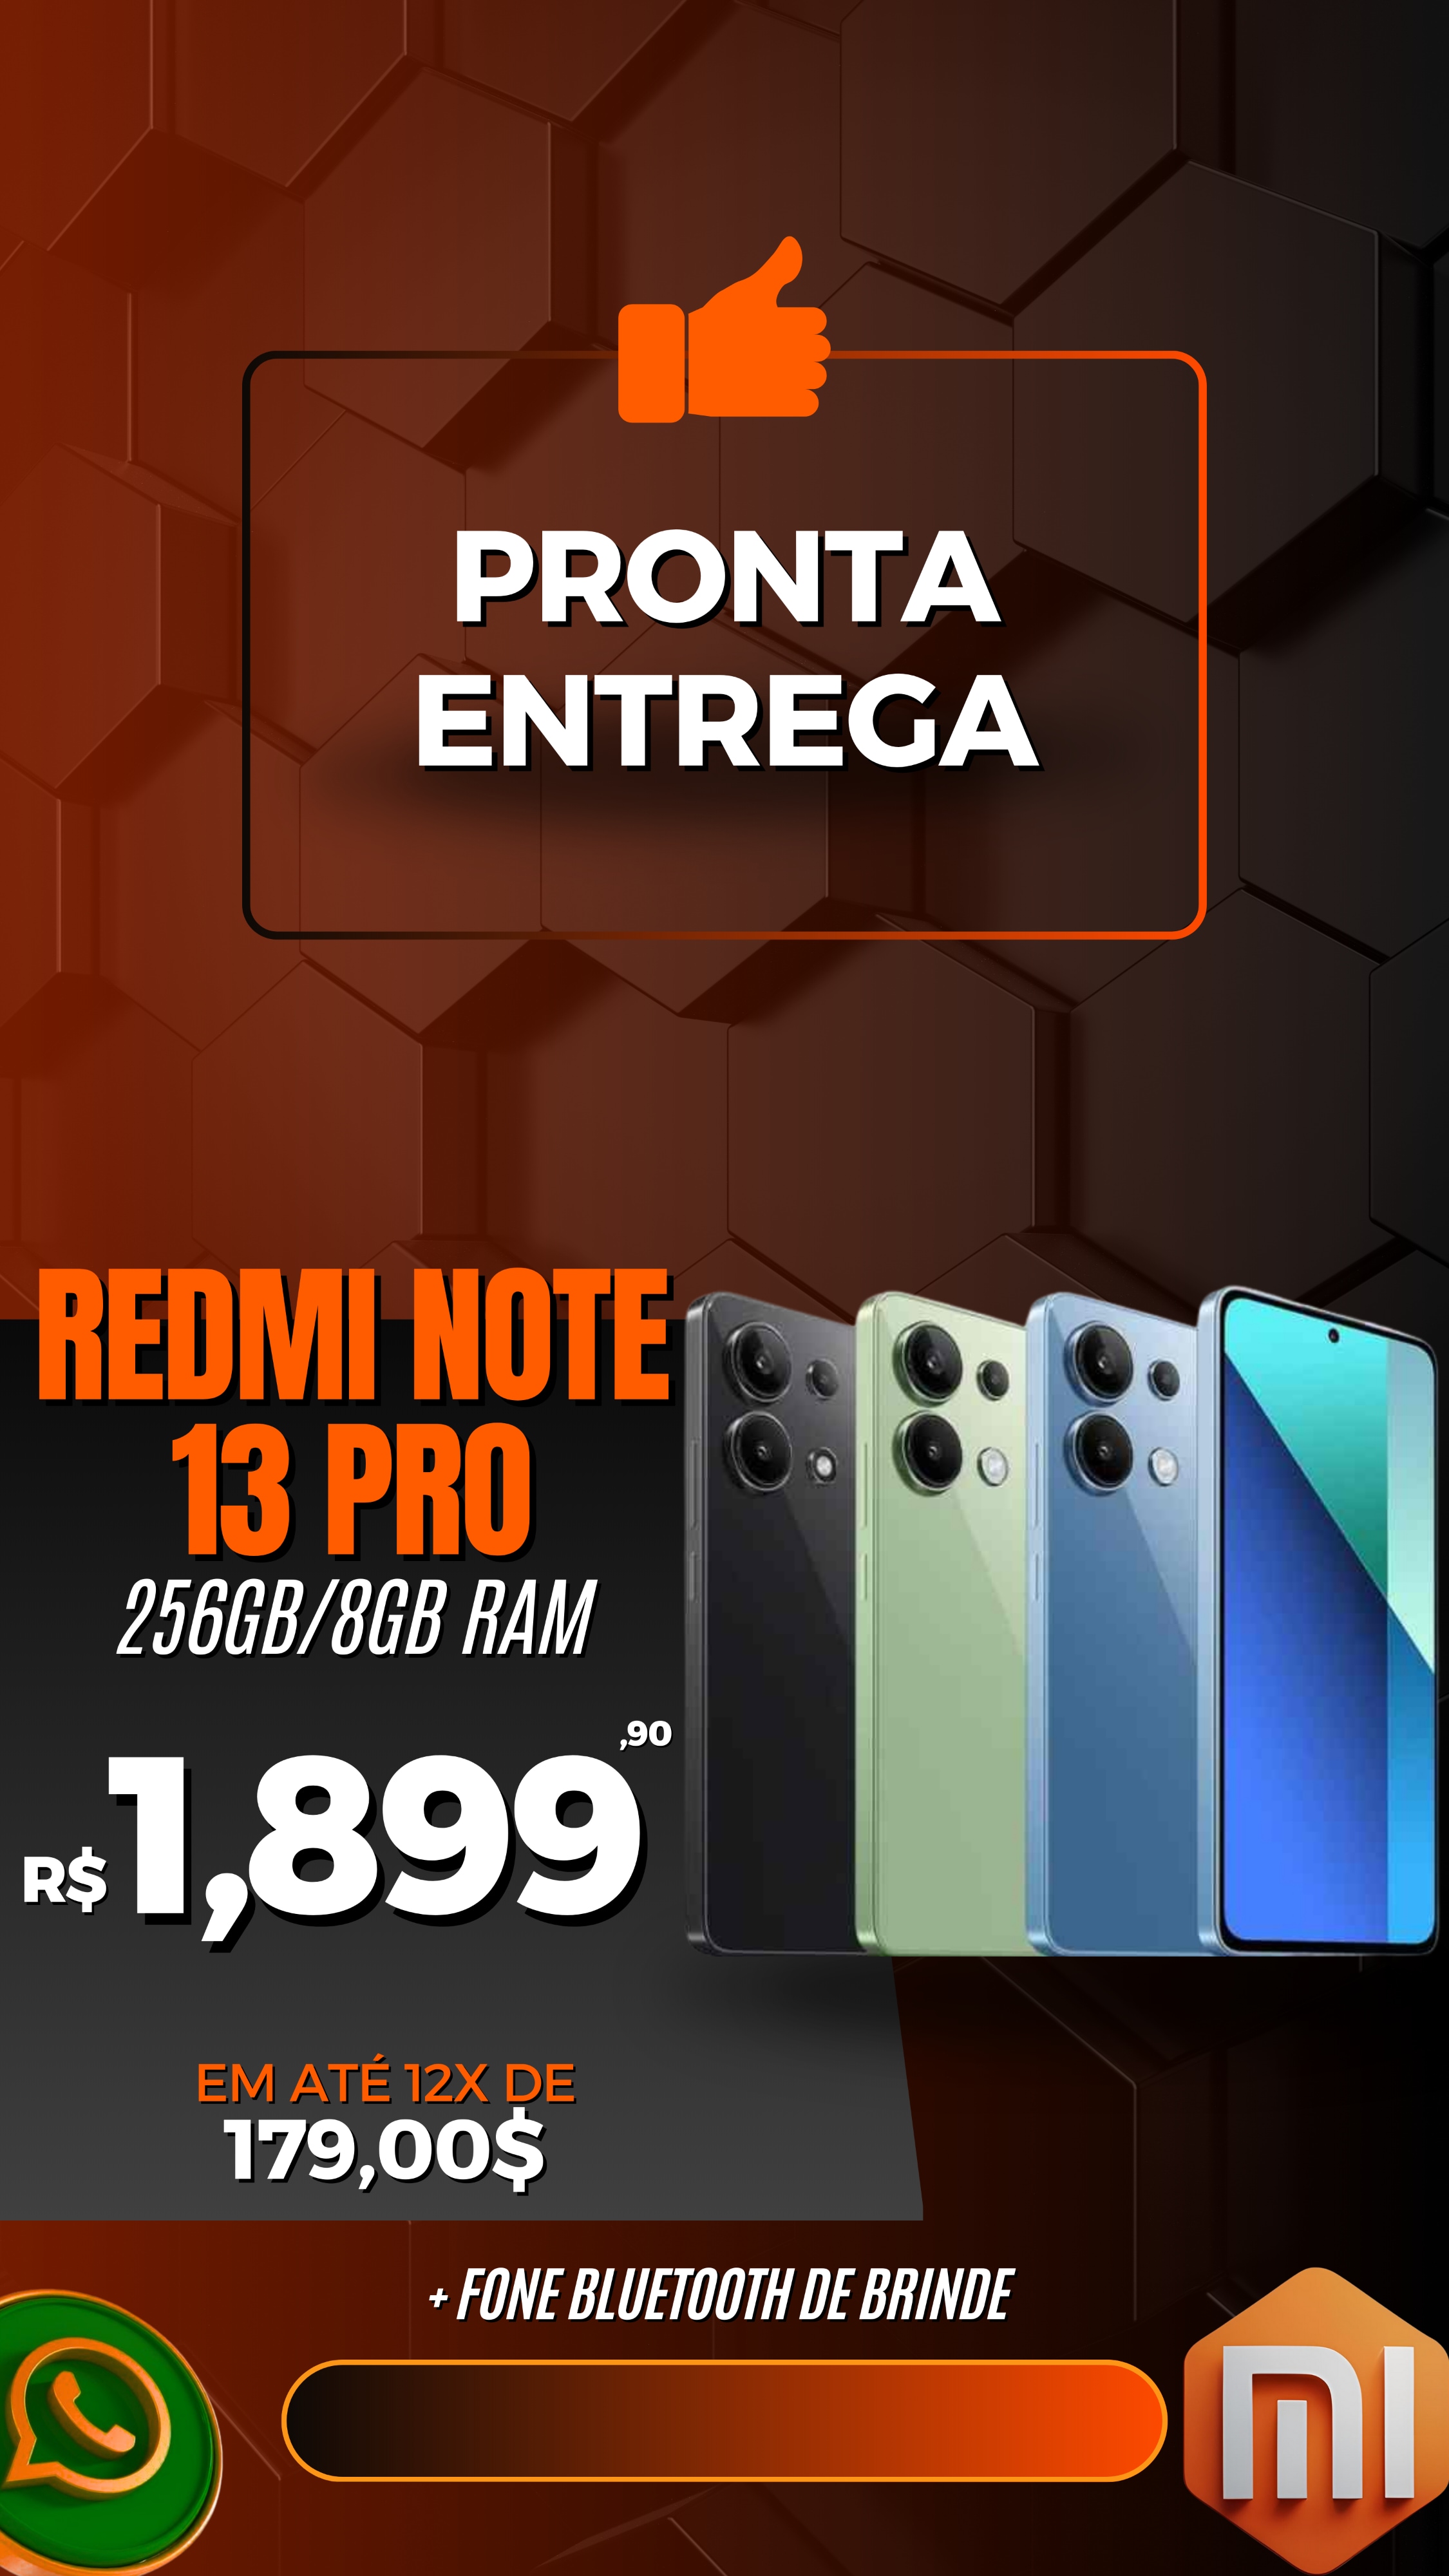 PRONTA
ENTREGA
REDMI NOTE
13 PRO
256GB/8GB RAM
R$1,899,90
EM ATÉ 12X DE
179,00$
+ FONE BLUETOOTH DE BRINDE
MI